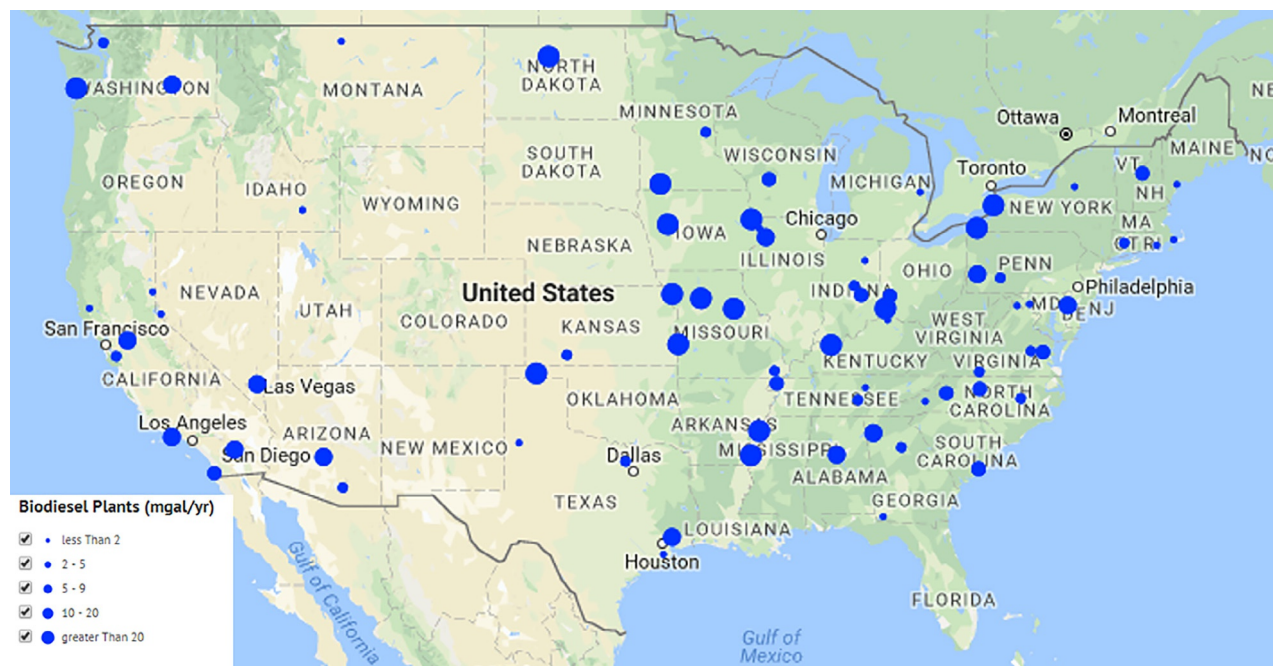 WASHINGTON
MONTANA
NORTH
DAKOTA
MINNESOTA
Ottawa
Montreal
MAINE
NE
NO
SOUTH
DAKOTA
WISCONSIN
MICHIGAN
Toronto
VT
NH
OREGON
IDAHO
WYOMING
NEW YORK
MA
CT RI
IOWA
Chicago
NEBRASKA
ILLINOIS
INDIANA
OHIO
PENN
Philadelphia
NEVADA
UTAH
COLORADO
United States
KANSAS
MISSOURI
WEST
VIRGINIA
MD
DE
NJ
San Francisco
CALIFORNIA
Las Vegas
KENTUCKY
VIRGINIA
OKLAHOMA
TENNESSEE
NORTH
CAROLINA
Los Angeles
ARIZONA
NEW MEXICO
ARKANSAS
San Diego
Dallas
MISSISSIPPI
ALABAMA
SOUTH
CAROLINA
TEXAS
GEORGIA
LOUISIANA
Houston
FLORIDA
Gulf of California
Gulf of
Mexico
Biodiesel Plants (mgal/yr)
less Than 2
2 - 5
5 - 9
10 - 20
greater Than 20